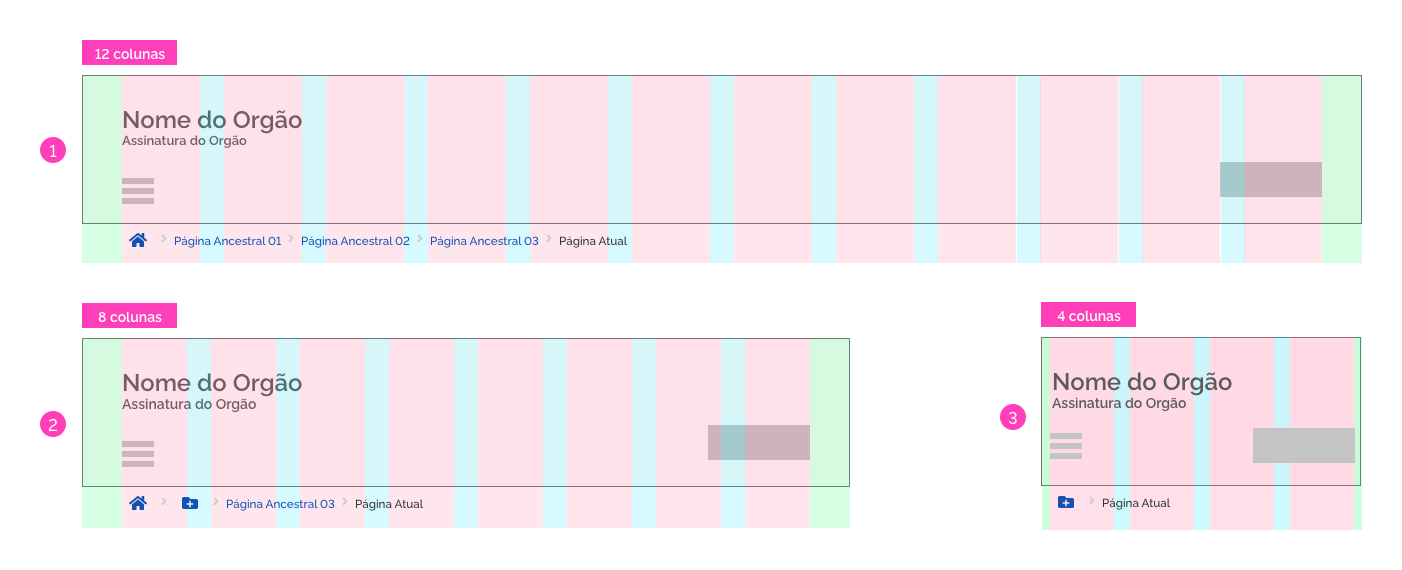 12 colunas
1
Nome do Orgão
Assinatura do Orgão
Página Ancestral 01 Página Ancestral 02 Página Ancestral 03 Página Atual
8 colunas
2
Nome do Orgão
Assinatura do Orgão
Página Ancestral 03 Página Atual
4 colunas
3
Nome do Orgão
Assinatura do Orgão
Página Atual